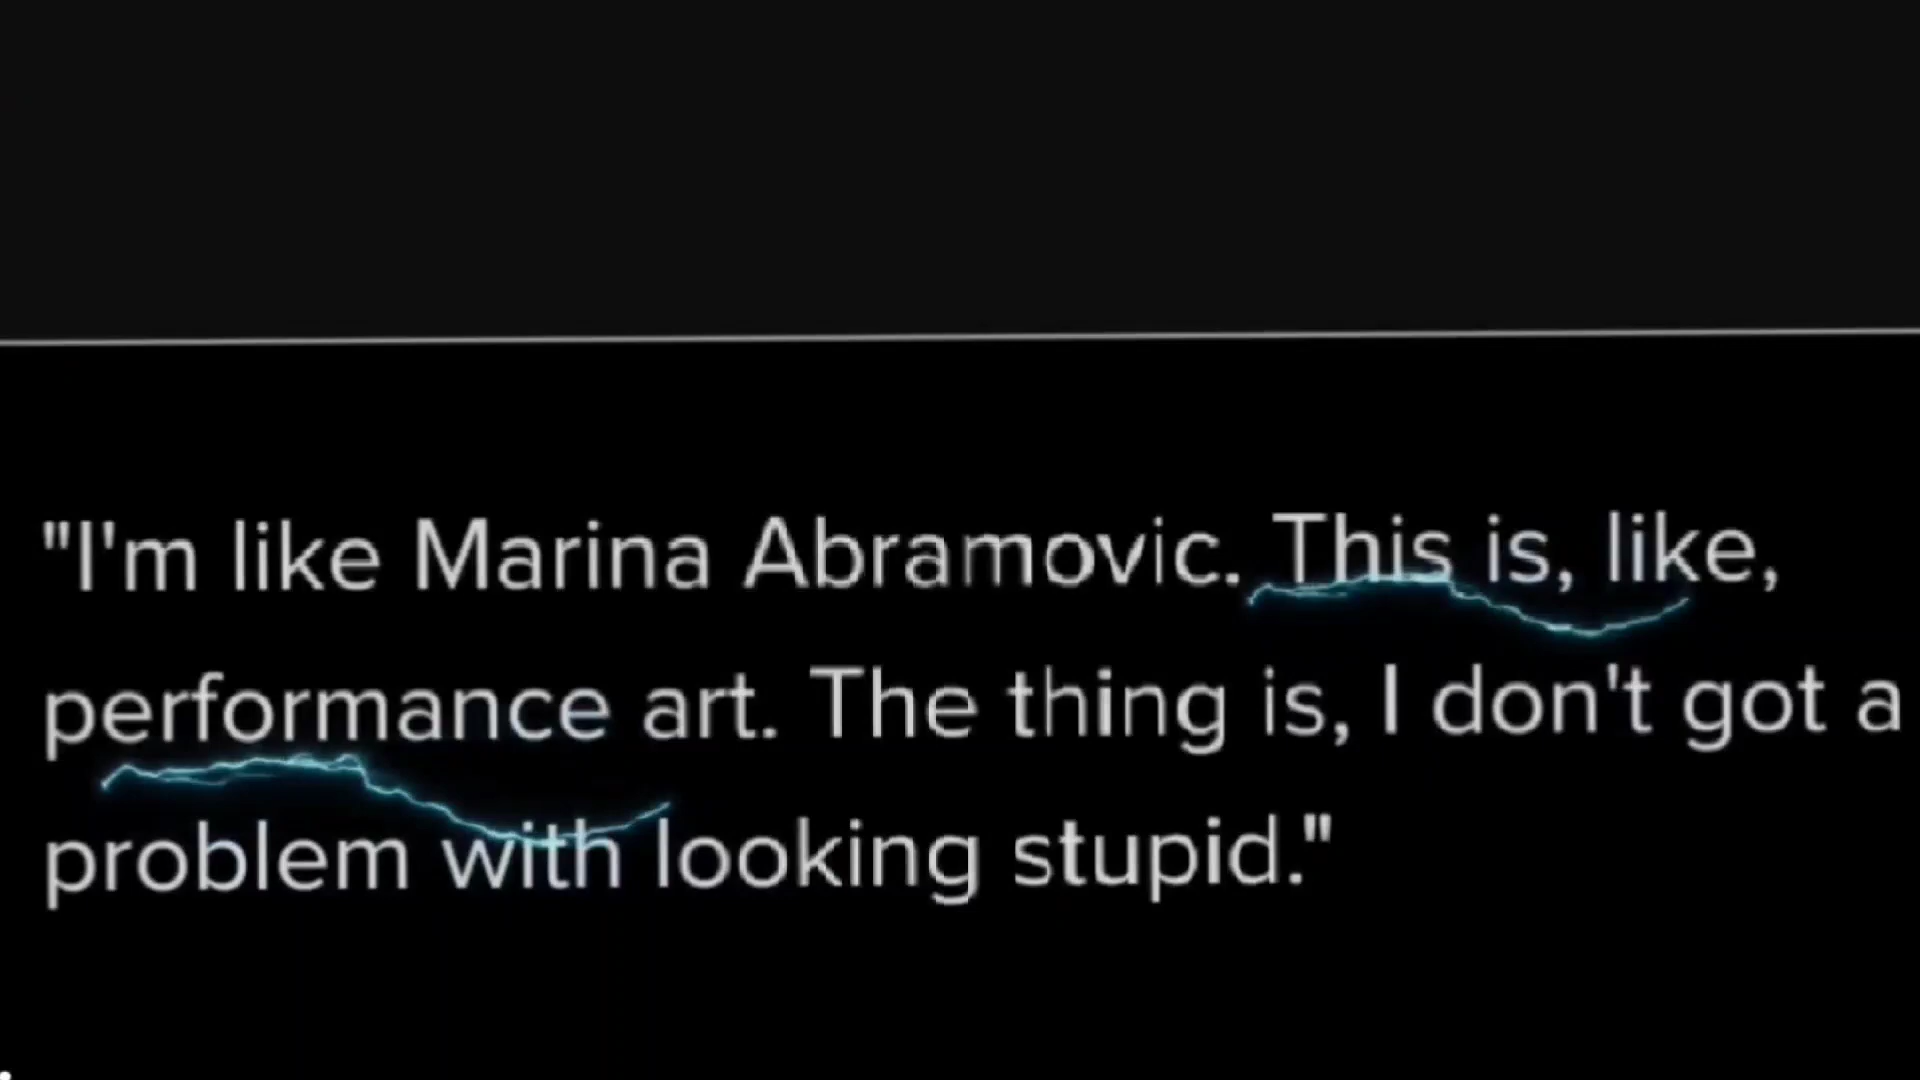 "I'm like Marina Abramovic. This is, like,
performance art. The thing is, I don't got a
problem with looking stupid."